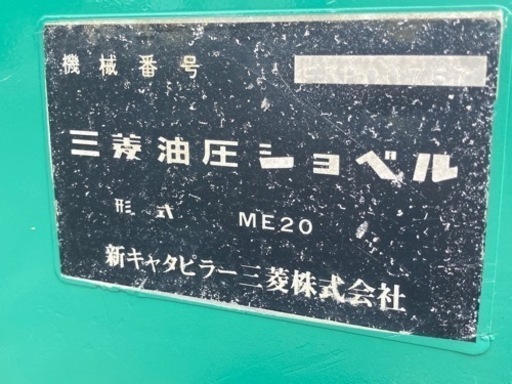 機械番号
三菱油圧ショベル
形式 ME20
新キャタピラー三菱株式会社